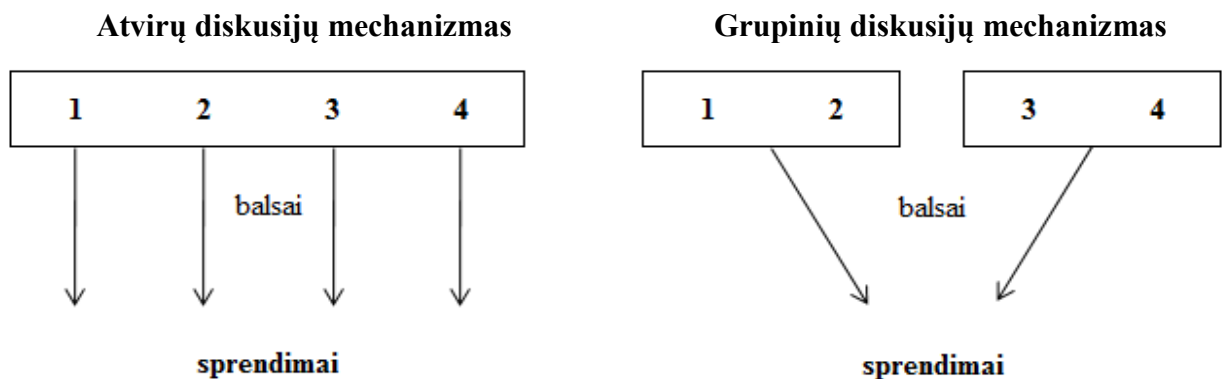 Atvirų diskusijų mechanizmas
1 2 3 4
balsai
sprendimai
Grupinių diskusijų mechanizmas
1 2 3 4
balsai
sprendimai